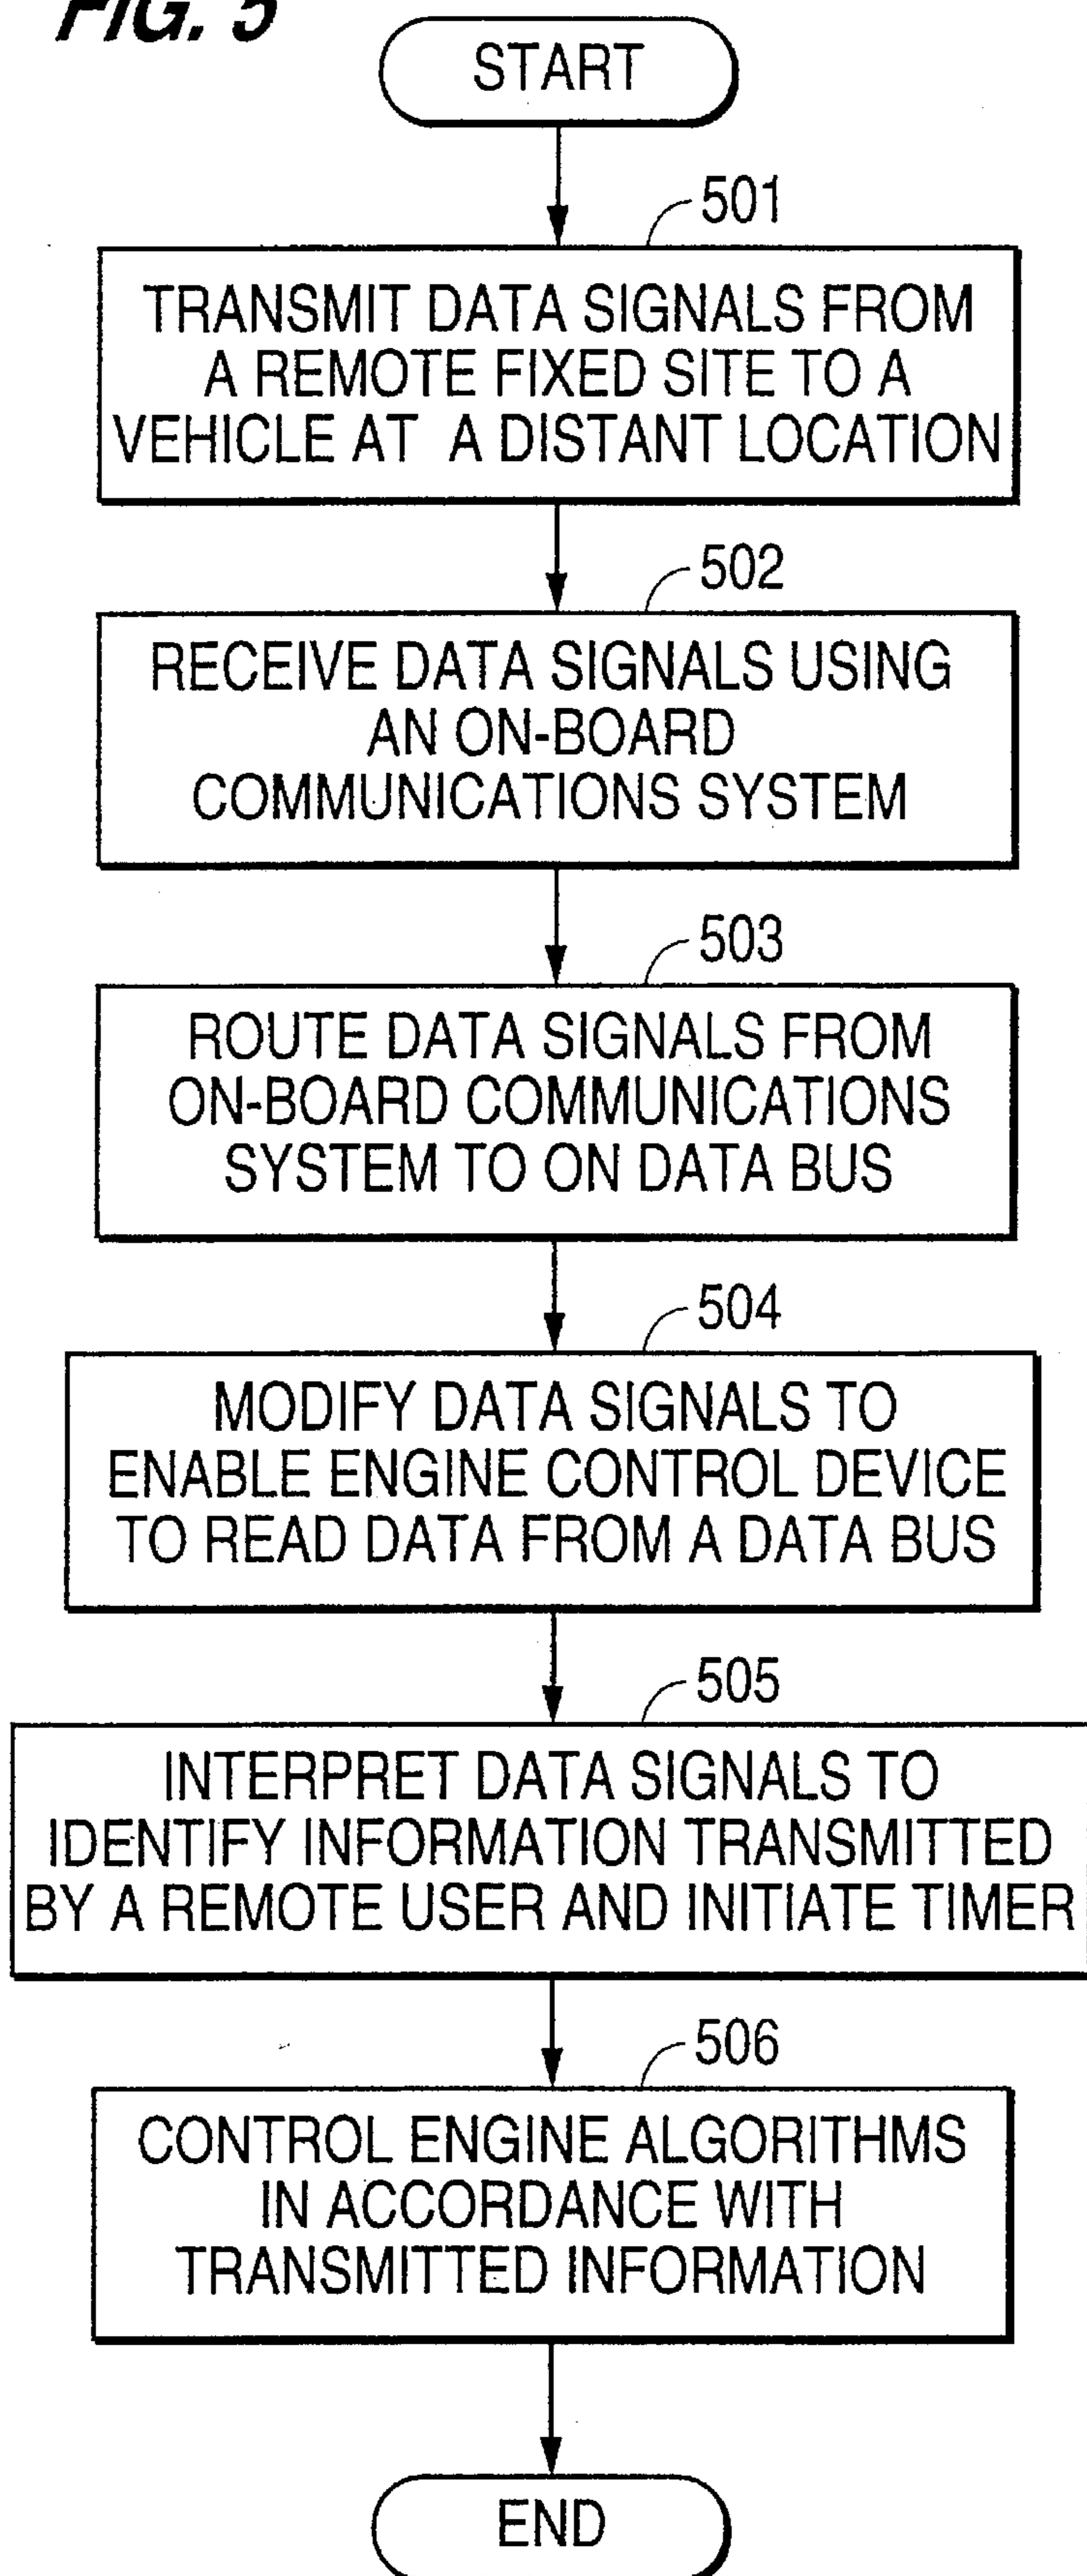 FIG. 5
START
501
TRANSMIT DATA SIGNALS FROM
A REMOTE FIXED SITE TO A
VEHICLE AT A DISTANT LOCATION
502
RECEIVE DATA SIGNALS USING
AN ON-BOARD
COMMUNICATIONS SYSTEM
503
ROUTE DATA SIGNALS FROM
ON-BOARD COMMUNICATIONS
SYSTEM TO ON DATA BUS
504
MODIFY DATA SIGNALS TO
ENABLE ENGINE CONTROL DEVICE
TO READ DATA FROM A DATA BUS
505
INTERPRET DATA SIGNALS TO
IDENTIFY INFORMATION TRANSMITTED
BY A REMOTE USER AND INITIATE TIMER
506
CONTROL ENGINE ALGORITHMS
IN ACCORDANCE WITH
TRANSMITTED INFORMATION
END